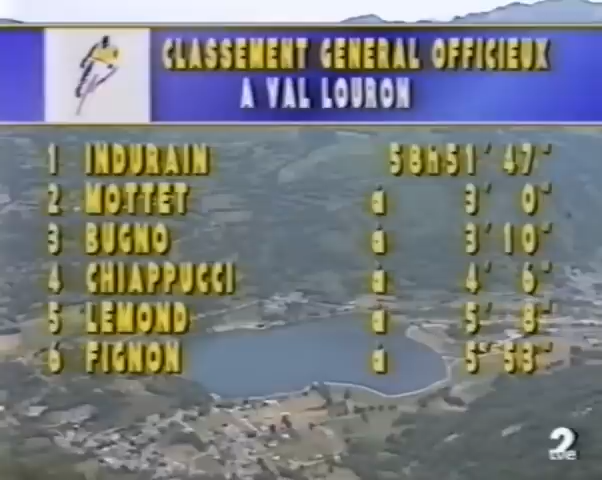 CLASSEMENT GENERAL OFFICIEUX
A VAL LOURON
1 INDURAIN 58h51' 47"
2 MOTTET à 3' 0"
3 BUGNO à 3'10"
4 CHIAPPUCCI à 4' 6"
5 LEMOND à 5' 8"
6 FIGNON à 5'53"
2
tve